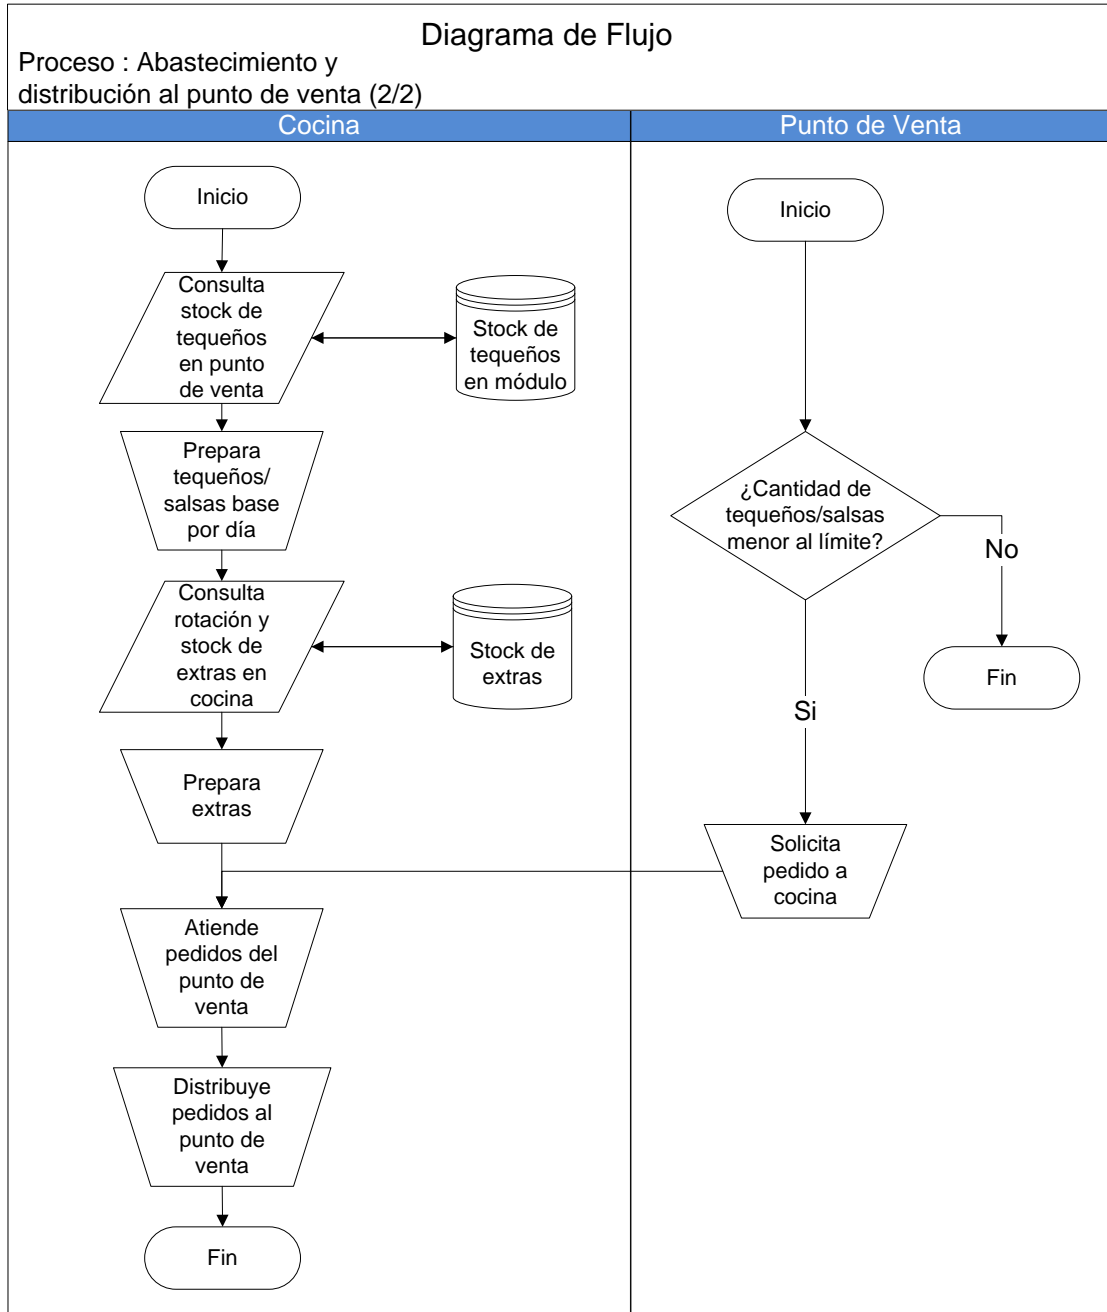 Diagrama de Flujo
Proceso : Abastecimiento y
distribución al punto de venta (2/2)
Cocina
Punto de Venta
Inicio
Consulta
stock de
tequeños
en punto
de venta
Stock de
tequeños
en módulo
Prepara
tequeños/
salsas base
por día
Consulta
rotación y
stock de
extras en
cocina
Stock de
extras
Prepara
extras
Atiende
pedidos del
punto de
venta
Distribuye
pedidos al
punto de
venta
Fin
Inicio
¿Cantidad de
tequeños/salsas
menor al límite?
No
Fin
Si
Solicita
pedido a
cocina